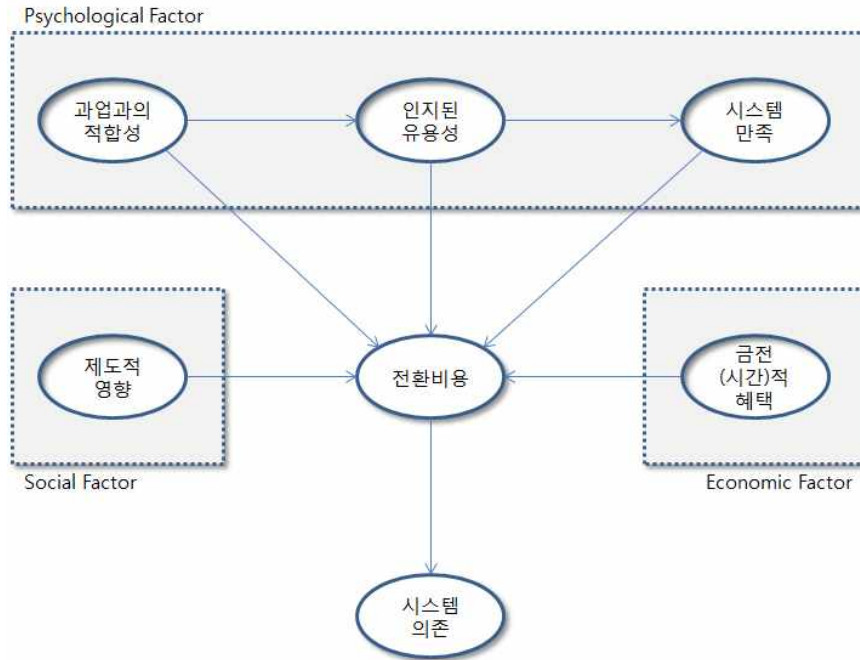 Psychological Factor
과업과의
적합성
인지된
유용성
시스템
만족
제도적
영향
전환비용
금전
(시간)적
혜택
Social Factor
Economic Factor
시스템
의존